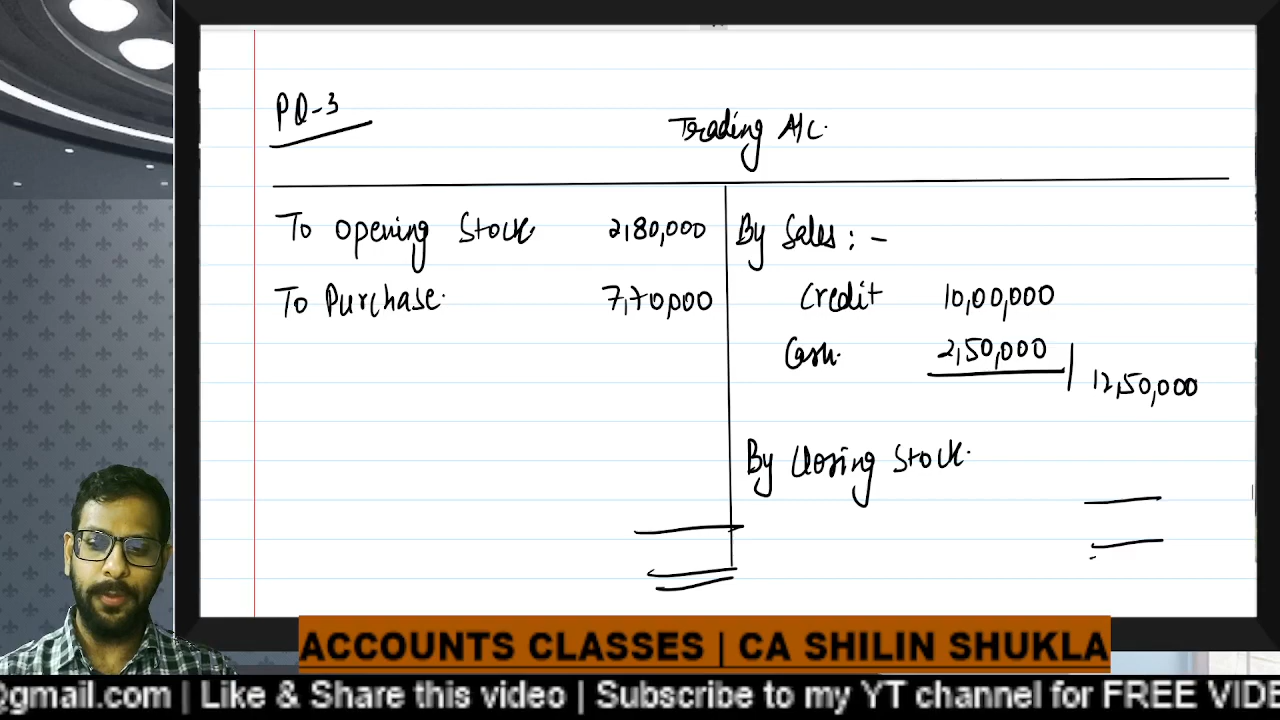 PQ-3
Trading A/c.
To Opening Stock 2,80,000
To Purchase. 7,70,000
By Sales: -
Credit 10,00,000
Cash. 2,50,000
12,50,000
By Closing Stock.
ACCOUNTS CLASSES | CA SHILIN SHUKLA
@gmail.com | Like & Share this video | Subscribe to my YT channel for FREE VIDE